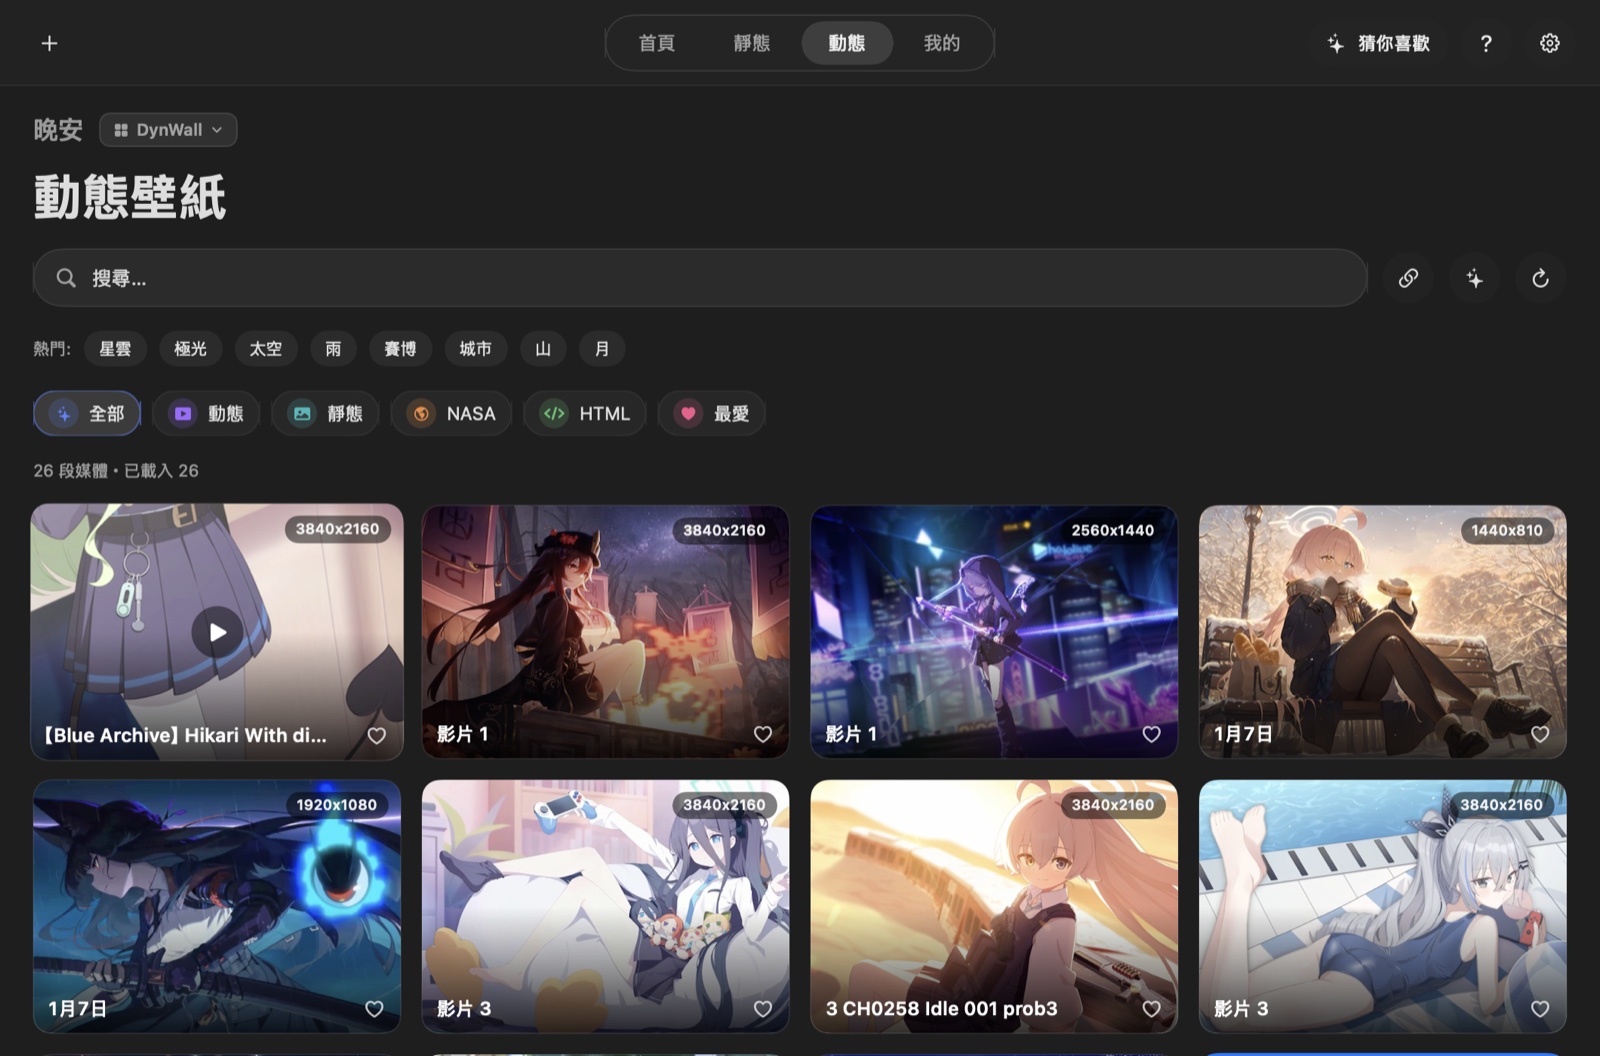 首頁
靜態
動態
我的
猜你喜歡
?
晚安
DynWall
動態壁紙
搜尋...
熱門:
星雲
極光
太空
雨
賽博
城市
山
月
全部
動態
靜態
NASA
HTML
最愛
26 段媒體・已載入 26
3840x2160
【Blue Archive】Hikari With di...
3840x2160
影片 1
2560x1440
影片 1
1440x810
1月7日
1920x1080
1月7日
3840x2160
影片 3
3840x2160
3 CH0258 Idle 001 prob3
3840x2160
影片 3